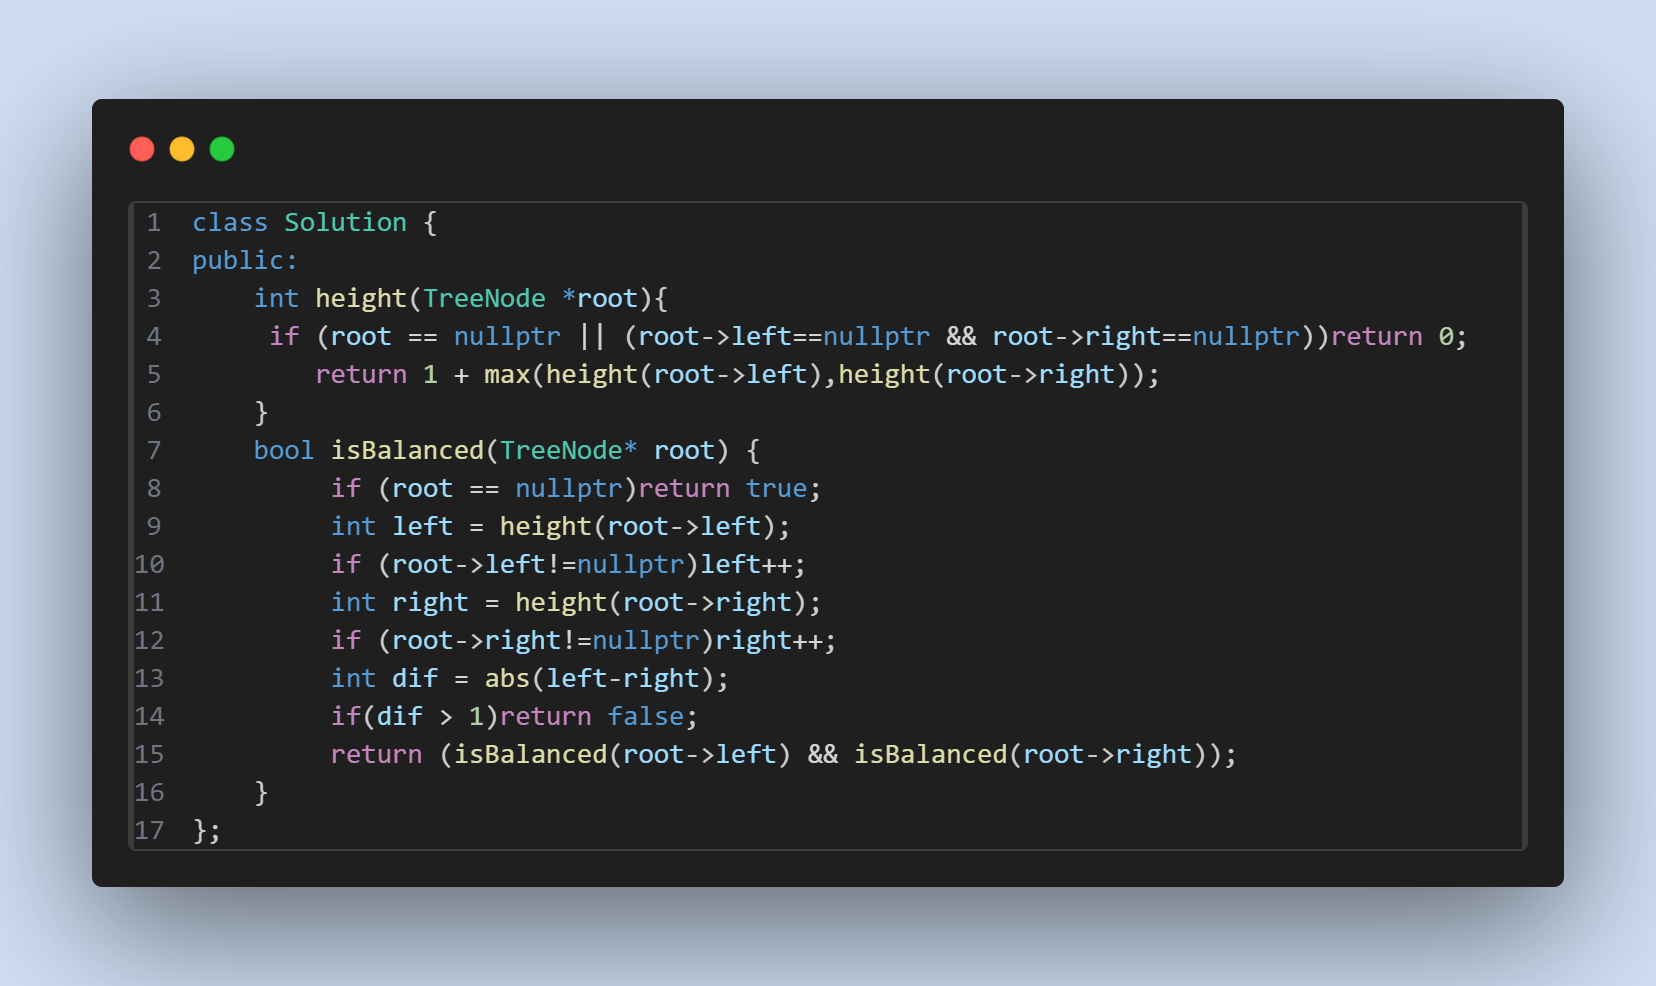 1 class Solution {
2 public:
3     int height(TreeNode *root){
4      if (root == nullptr || (root->left==nullptr && root->right==nullptr))return 0;
5         return 1 + max(height(root->left),height(root->right));
6     }
7     bool isBalanced(TreeNode* root) {
8          if (root == nullptr)return true;
9          int left = height(root->left);
10          if (root->left!=nullptr)left++;
11          int right = height(root->right);
12          if (root->right!=nullptr)right++;
13          int dif = abs(left-right);
14          if(dif > 1)return false;
15          return (isBalanced(root->left) && isBalanced(root->right));
16     }
17 };